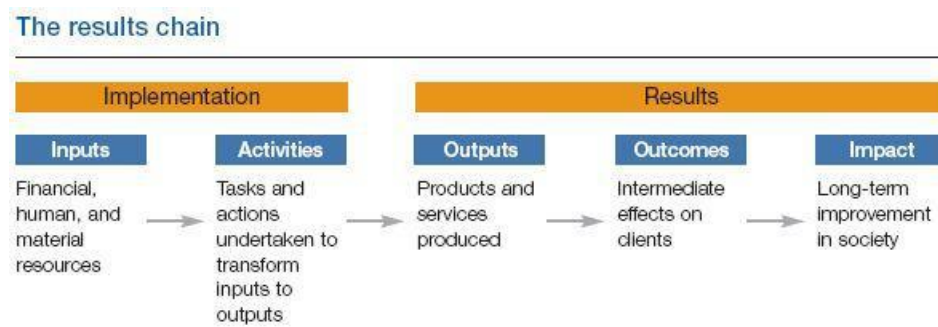 The results chain
Implementation
Results
Inputs
Activities
Outputs
Outcomes
Impact
Financial,
human, and
material
resources
Tasks and
actions
undertaken to
transform
inputs to
outputs
Products and
services
produced
Intermediate
effects on
clients
Long-term
improvement
in society